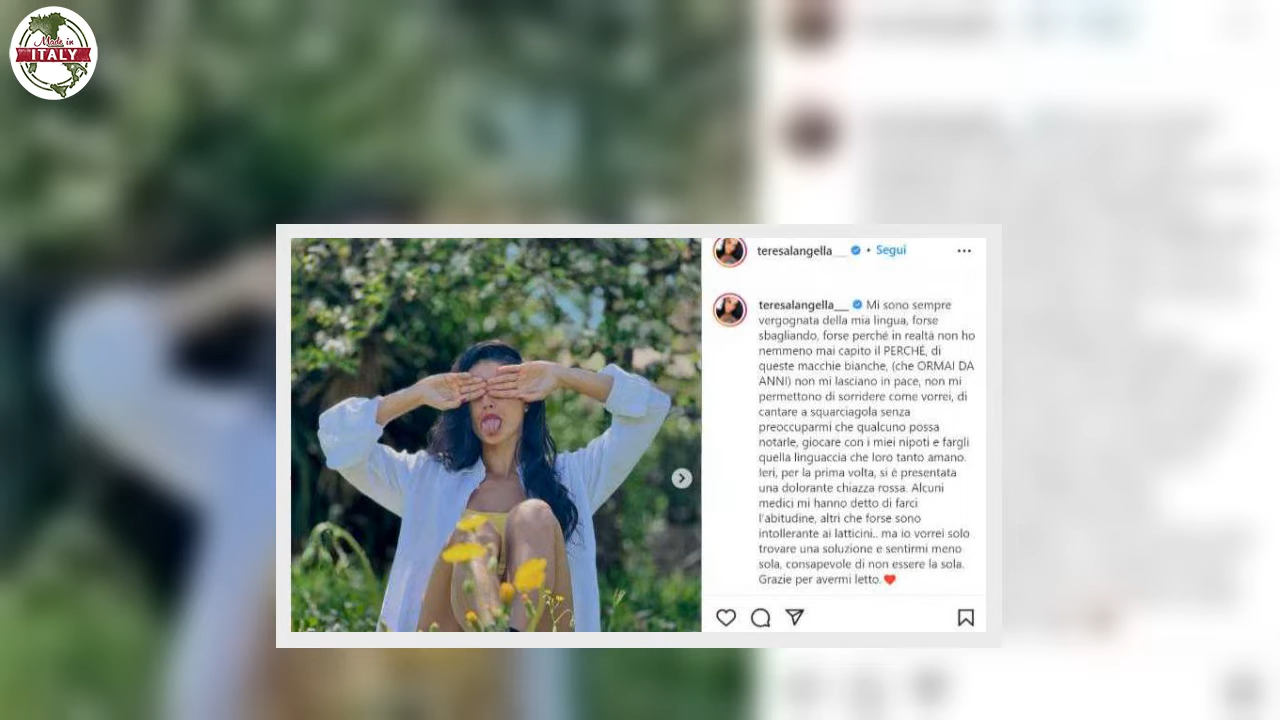 Made in
ITALY
teresalangella__ • Segui
teresalangella__ Mi sono sempre
vergognata della mia lingua, forse
sbagliando, forse perché in realtà non ho
nemmeno mai capito il PERCHÉ, di
queste macchie bianche, (che ORMAI DA
ANNI) non mi lasciano in pace, non mi
permettono di sorridere come vorrei, di
cantare a squarciagola senza
preoccuparmi che qualcuno possa
notarle, giocare con i miei nipoti e fargli
quella linguaccia che loro tanto amano.
Ieri, per la prima volta, si è presentata
una dolorante chiazza rossa. Alcuni
medici mi hanno detto di farci
l'abitudine, altri che forse sono
intollerante ai latticini.. ma io vorrei solo
trovare una soluzione e sentirmi meno
sola, consapevole di non essere la sola.
Grazie per avermi letto.❤️